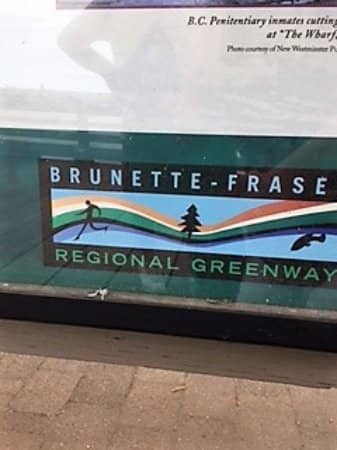 B.C. Penitentiary inmates cutting
at "The Wharf,
Photo courtesy of New Westminster
BRUNETTE-FRASE
REGIONAL GREENWAY